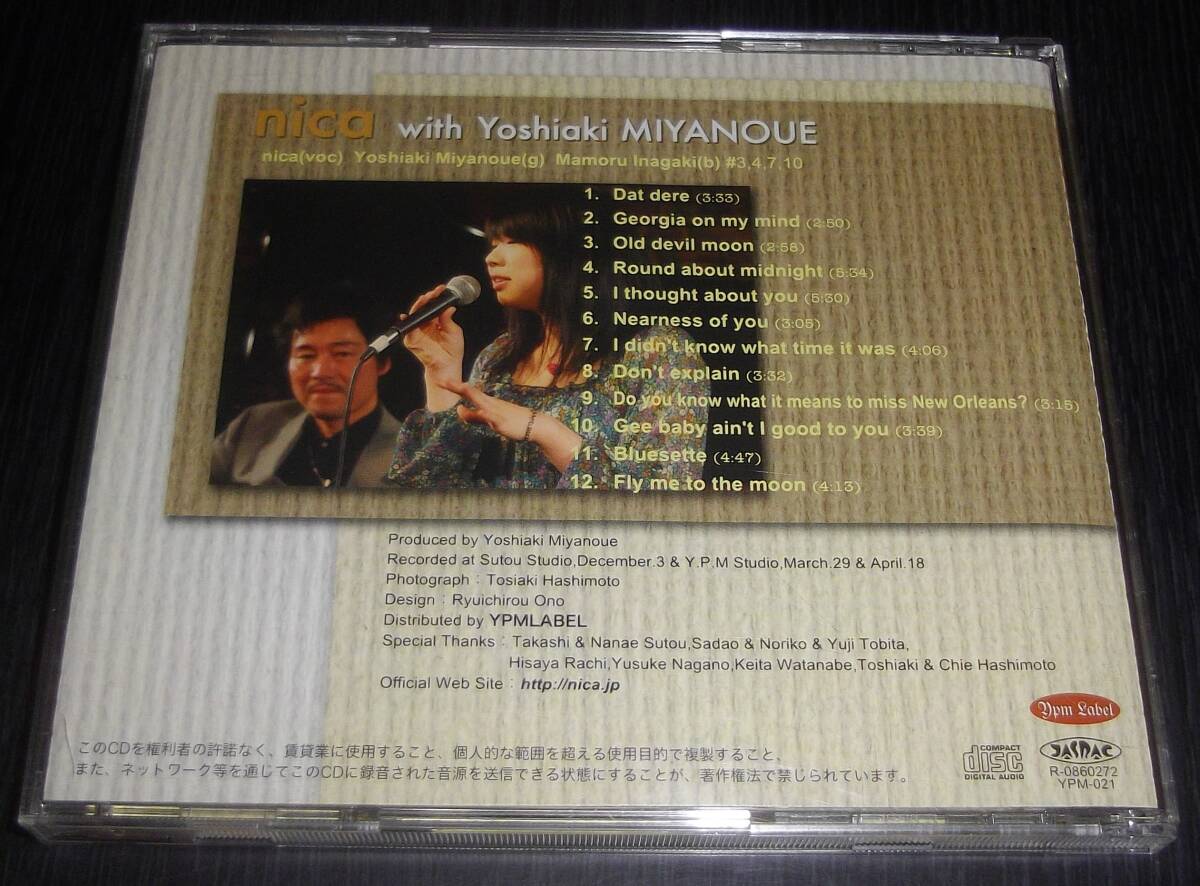 nica with Yoshiaki MIYANOUE
nica(voc) Yoshiaki Miyanoue(g) Mamoru Inagaki(b) #3,4,7,10
1. Dat dere (3:33)
2. Georgia on my mind (2:50)
3. Old devil moon (2:58)
4. Round about midnight (5:34)
5. I thought about you (5:30)
6. Nearness of you (3:05)
7. I didn't know what time it was (4:06)
8. Don't explain (3:32)
9. Do you know what it means to miss New Orleans? (3:15)
10. Gee baby ain't I good to you (3:39)
11. Bluesette (4:47)
12. Fly me to the moon (4:13)
Produced by Yoshiaki Miyanoue
Recorded at Sutou Studio,December.3 & Y.P.M Studio,March.29 & April.18
Photograph : Tosiaki Hashimoto
Design : Ryuichirou Ono
Distributed by YPMLABEL
Special Thanks : Takashi & Nanae Sutou,Sadao & Noriko & Yuji Tobita,
Hisaya Rachi,Yusuke Nagano,Keita Watanabe,Toshiaki & Chie Hashimoto
Official Web Site : http://nica.jp
Ypm Label
このCDを権利者の許諾なく、賃貸業に使用すること、個人的な範囲を超える使用目的で複製すること、
また、ネットワーク等を通じてこのCDに録音された音源を送信できる状態にすることが、著作権法で禁じられています。
COMPACT
disc
DIGITAL AUDIO
JASRAC
R-0860272
YPM-021